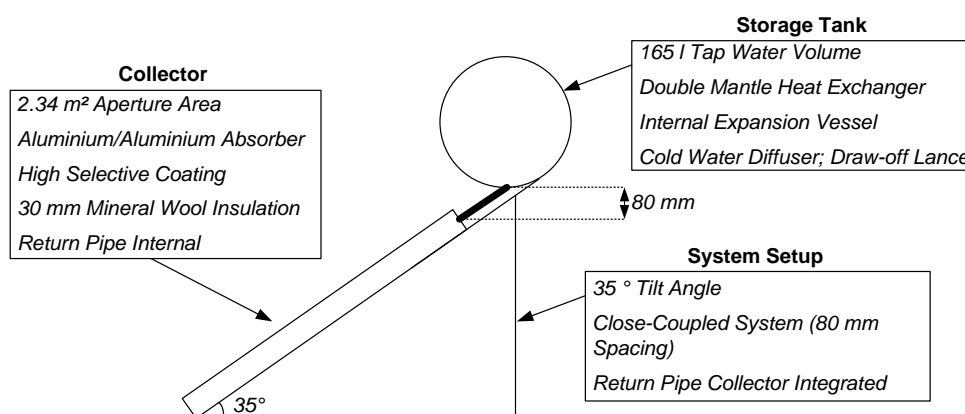 Storage Tank
165 l Tap Water Volume
Double Mantle Heat Exchanger
Internal Expansion Vessel
Cold Water Diffuser; Draw-off Lance
Collector
2.34 m² Aperture Area
Aluminium/Aluminium Absorber
High Selective Coating
30 mm Mineral Wool Insulation
Return Pipe Internal
80 mm
System Setup
35 ° Tilt Angle
Close-Coupled System (80 mm
Spacing)
Return Pipe Collector Integrated
35°